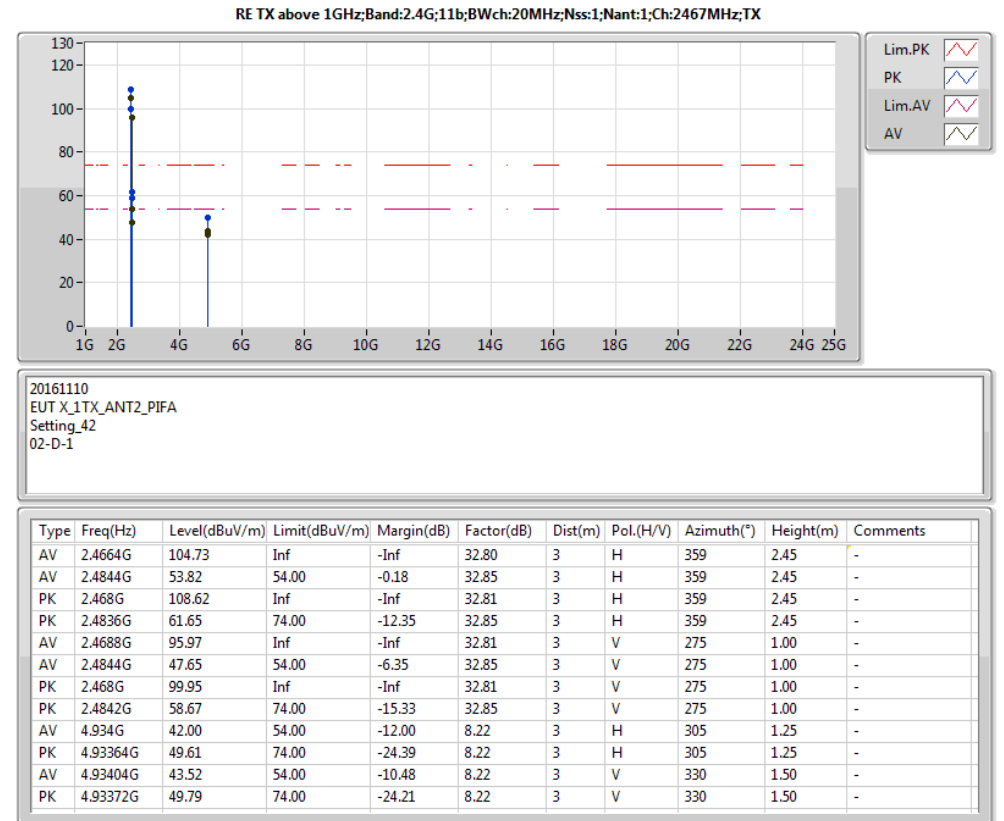 RE TX above 1GHz;Band:2.4G;11b;BWch:20MHz;Nss:1;Nant:1;Ch:2467MHz;TX
130
120
100
80
60
40
20
0
1G 2G 4G 6G 8G 10G 12G 14G 16G 18G 20G 22G 24G 25G
Lim.PK
PK
Lim.AV
AV
20161110
EUT X_1TX_ANT2_PIFA
Setting_42
02-D-1
Type Freq(Hz) Level(dBuV/m) Limit(dBuV/m) Margin(dB) Factor(dB) Dist(m) Pol.(H/V) Azimuth(°) Height(m) Comments
AV 2.4664G 104.73 Inf -Inf 32.80 3 H 359 2.45 -
AV 2.4844G 53.82 54.00 -0.18 32.85 3 H 359 2.45 -
PK 2.468G 108.62 Inf -Inf 32.81 3 H 359 2.45 -
PK 2.4836G 61.65 74.00 -12.35 32.85 3 H 359 2.45 -
AV 2.4688G 95.97 Inf -Inf 32.81 3 V 275 1.00 -
AV 2.4844G 47.65 54.00 -6.35 32.85 3 V 275 1.00 -
PK 2.468G 99.95 Inf -Inf 32.81 3 V 275 1.00 -
PK 2.4842G 58.67 74.00 -15.33 32.85 3 V 275 1.00 -
AV 4.934G 42.00 54.00 -12.00 8.22 3 H 305 1.25 -
PK 4.93364G 49.61 74.00 -24.39 8.22 3 H 305 1.25 -
AV 4.93404G 43.52 54.00 -10.48 8.22 3 V 330 1.50 -
PK 4.93372G 49.79 74.00 -24.21 8.22 3 V 330 1.50 -